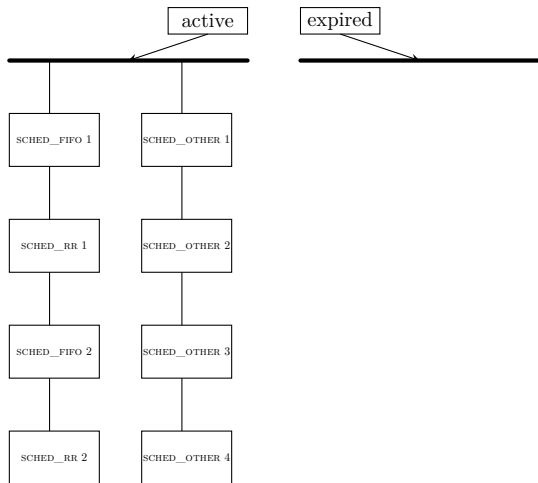 active
expired
SCHED_FIFO 1
SCHED_OTHER 1
SCHED_RR 1
SCHED_OTHER 2
SCHED_FIFO 2
SCHED_OTHER 3
SCHED_RR 2
SCHED_OTHER 4